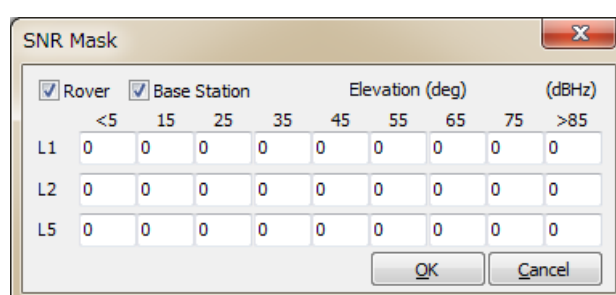 SNR Mask
Rover Base Station Elevation (deg) (dBHz)
<5 15 25 35 45 55 65 75 >85
L1 0 0 0 0 0 0 0 0 0
L2 0 0 0 0 0 0 0 0 0
L5 0 0 0 0 0 0 0 0 0
OK Cancel